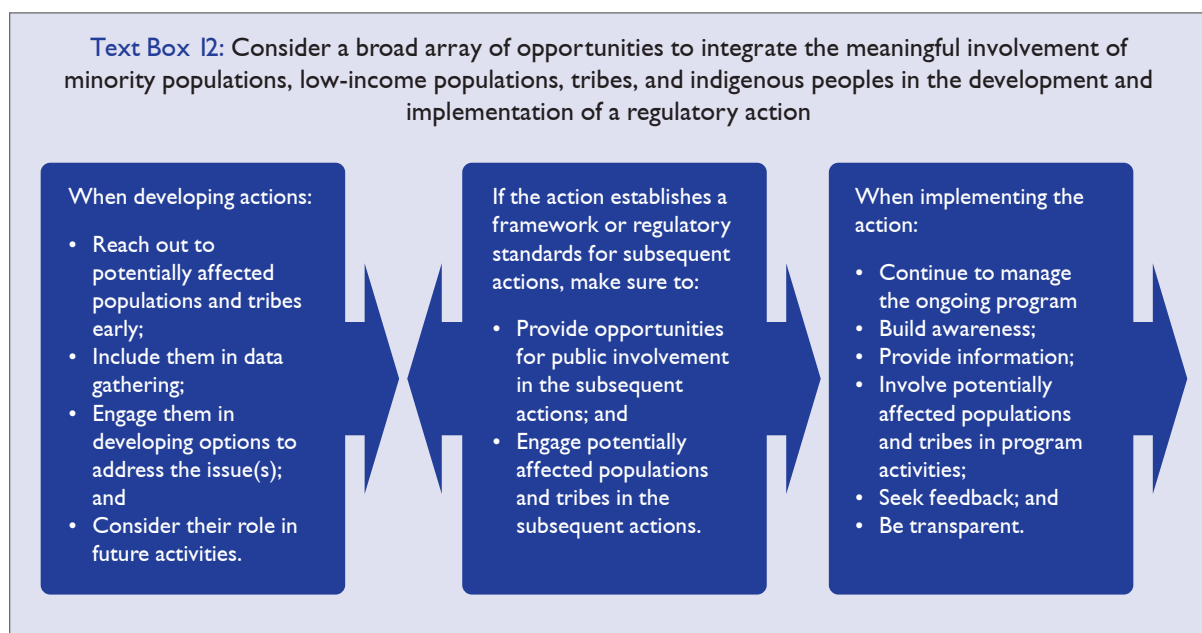 Text Box 12: Consider a broad array of opportunities to integrate the meaningful involvement of
minority populations, low-income populations, tribes, and indigenous peoples in the development and
implementation of a regulatory action
When developing actions:
• Reach out to
potentially affected
populations and tribes
early;
• Include them in data
gathering;
• Engage them in
developing options to
address the issue(s);
and
• Consider their role in
future activities.
If the action establishes a
framework or regulatory
standards for subsequent
actions, make sure to:
• Provide opportunities
for public involvement
in the subsequent
actions; and
• Engage potentially
affected populations
and tribes in the
subsequent actions.
When implementing the
action:
• Continue to manage
the ongoing program
• Build awareness;
• Provide information;
• Involve potentially
affected populations
and tribes in program
activities;
• Seek feedback; and
• Be transparent.